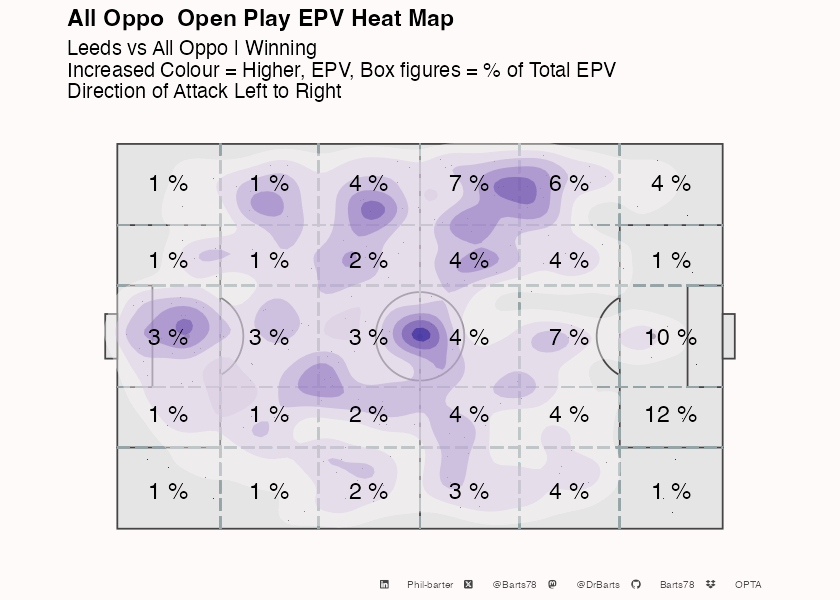 All Oppo  Open Play EPV Heat Map
Leeds vs All Oppo | Winning
Increased Colour = Higher, EPV, Box figures = % of Total EPV
Direction of Attack Left to Right
1 % 1 % 4 % 7 % 6 % 4 %
1 % 1 % 2 % 4 % 4 % 1 %
3 % 3 % 3 % 4 % 7 % 10 %
1 % 1 % 2 % 4 % 4 % 12 %
1 % 1 % 2 % 3 % 4 % 1 %
Phil-barter @Barts78 @DrBarts Barts78 OPTA